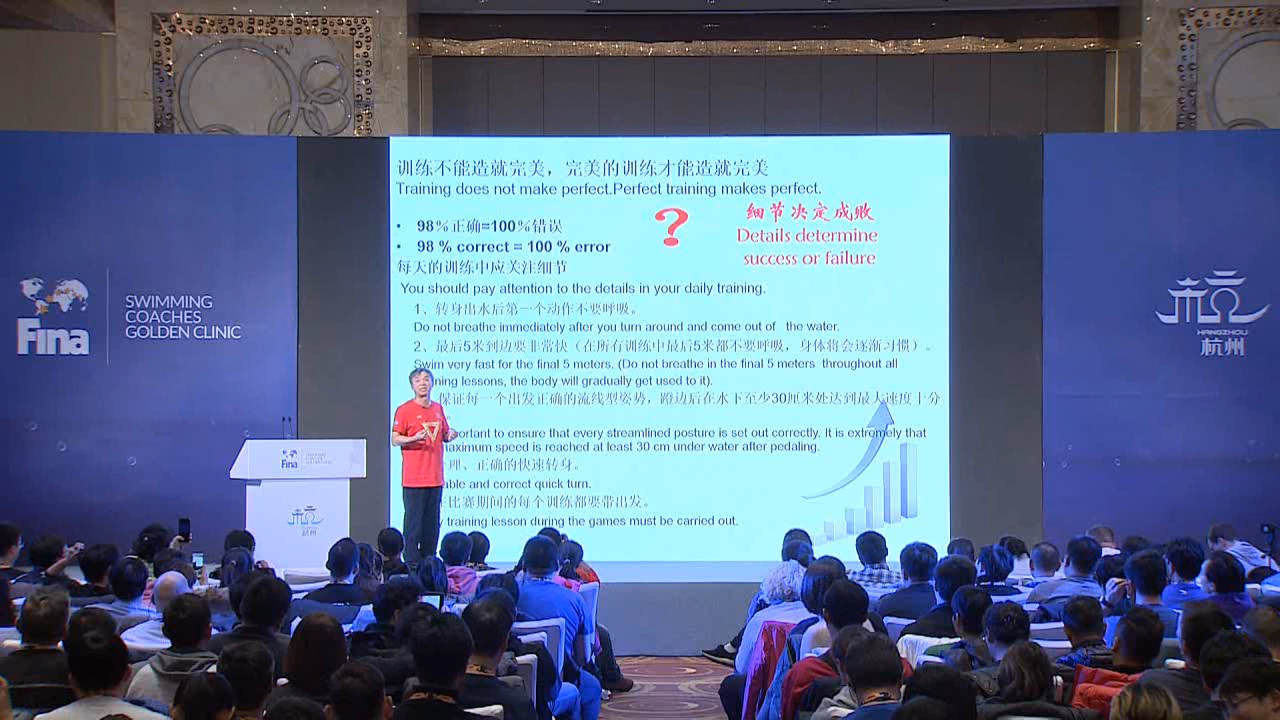 训练不能造就完美，完美的训练才能造就完美
Training does not make perfect.Perfect training makes perfect.
• 98%正确=100%错误
• 98 % correct = 100 % error
?
细节决定成败
Details determine
success or failure
每天的训练中应关注细节
You should pay attention to the details in your daily training.
1、转身出水后第一个动作不要呼吸。
Do not breathe immediately after you turn around and come out of the water.
2、最后5米到边要非常快（在所有训练中最后5米都不要呼吸，身体将会逐渐习惯）。
Swim very fast for the final 5 meters. (Do not breathe in the final 5 meters throughout all
ning lessons, the body will gradually get used to it).
保证每一个出发正确的流线型姿势，蹬边后在水下至少30厘米处达到最大速度十分
portant to ensure that every streamlined posture is set out correctly. It is extremely that
maximum speed is reached at least 30 cm under water after pedaling.
理、正确的快速转身。
able and correct quick turn.
比赛期间的每个训练都要带出发。
y training lesson during the games must be carried out.
Fina
SWIMMING
COACHES
GOLDEN CLINIC
HANGZHOU
杭州
Fina
杭州